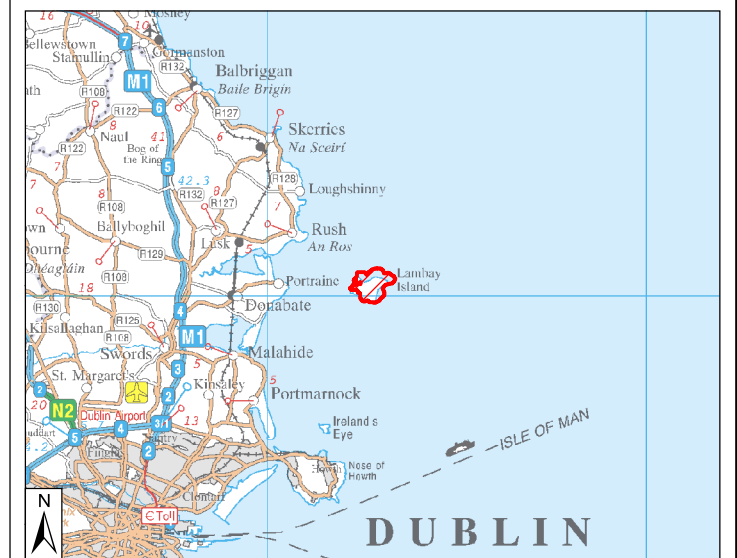 Mosney
16
10
Bellewstown
7
Gormanston
Stamullin
R132
Balbriggan
M1
Baile Brigín
R108
R122
6
R127
8
Naul
41
6
Skerries
Bog of
the Ring
Na Sceirí
R122
7
5
42.3
R128
7
8
R132
8
R127
Loughshinny
R108
7
Ballyboghil
Rush
Lusk
An Ros
R129
5
R108
18
Portraine
Lambay
Island
R130
Donabate
R125
4
Kilsallaghan
R108
M1
Swords
Malahide
3
5
St. Margaret's
Kinsaley
5
2
2
Portmarnock
20
N2
Dublin Airport
13
4
3/1
Ireland's
Eye
5
2
ISLE OF MAN
Howth
Nose of
Howth
Clontarf
N
€Toll
DUBLIN